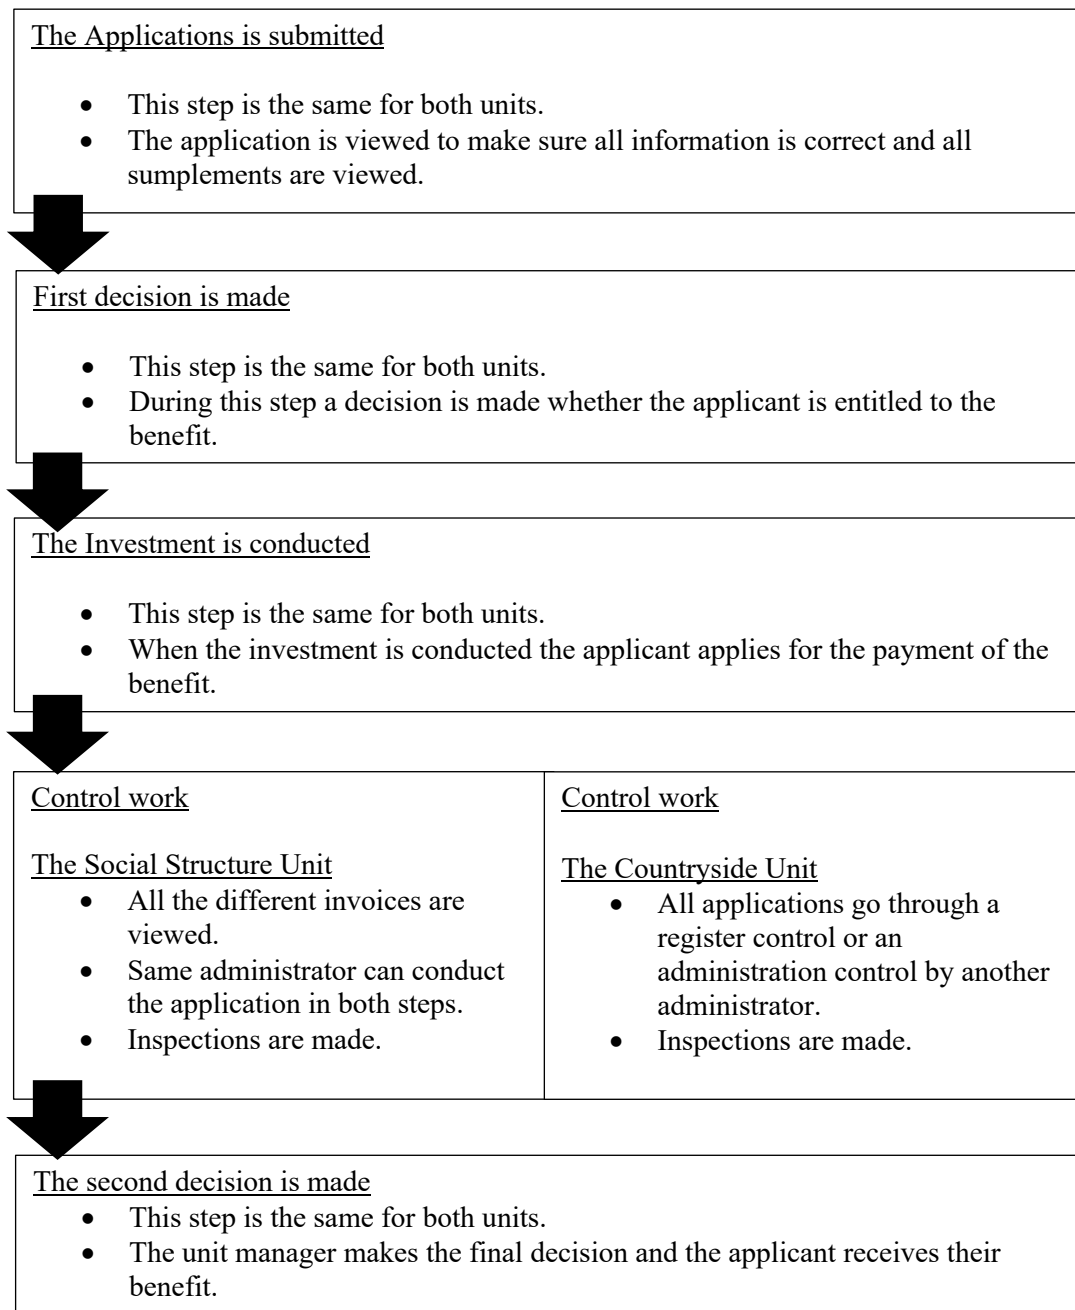 The Applications is submitted
• This step is the same for both units.
• The application is viewed to make sure all information is correct and all
sumplements are viewed.
First decision is made
• This step is the same for both units.
• During this step a decision is made whether the applicant is entitled to the
benefit.
The Investment is conducted
• This step is the same for both units.
• When the investment is conducted the applicant applies for the payment of the
benefit.
Control work
The Social Structure Unit
• All the different invoices are
viewed.
• Same administrator can conduct
the application in both steps.
• Inspections are made.
Control work
The Countryside Unit
• All applications go through a
register control or an
administration control by another
administrator.
• Inspections are made.
The second decision is made
• This step is the same for both units.
• The unit manager makes the final decision and the applicant receives their
benefit.